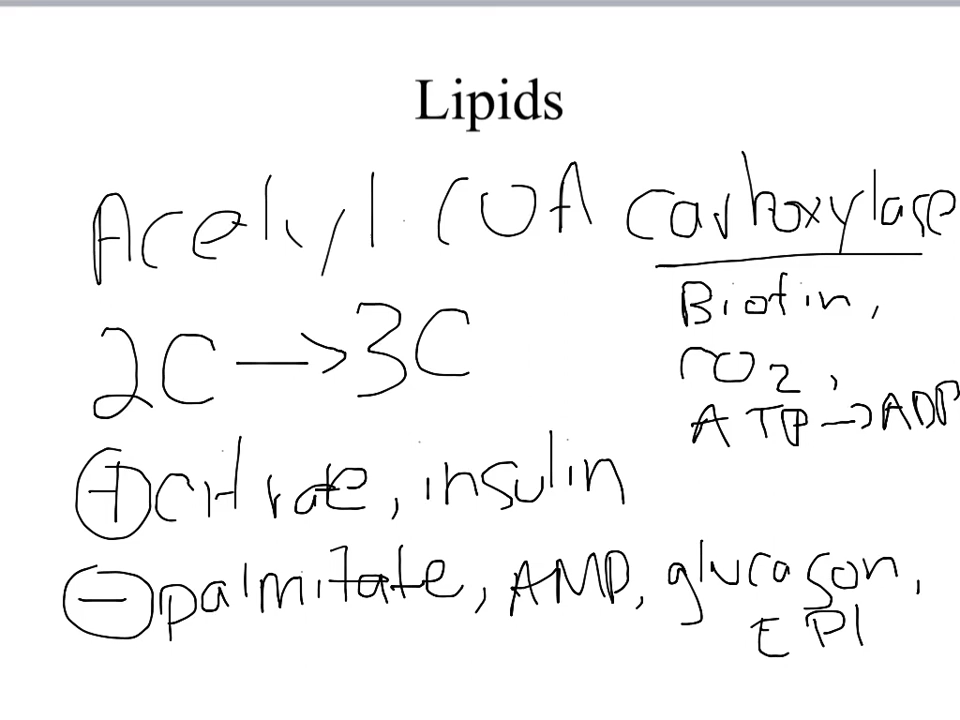 Lipids
Acetyl COA carboxylase
2C → 3C
Biotin,
CO2,
ATP → ADP
⊕ citrate, insulin
⊖ palmitate, AMP, glucagon,
EPI